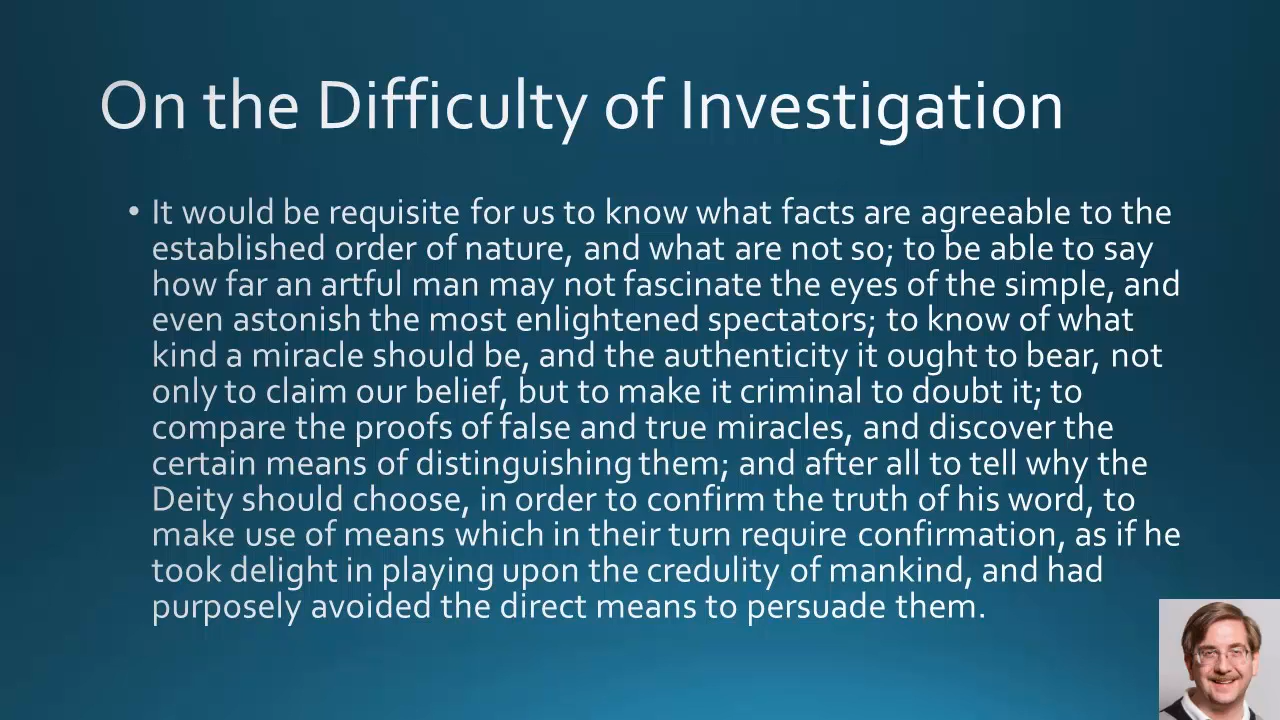 On the Difficulty of Investigation
• It would be requisite for us to know what facts are agreeable to the
established order of nature, and what are not so; to be able to say
how far an artful man may not fascinate the eyes of the simple, and
even astonish the most enlightened spectators; to know of what
kind a miracle should be, and the authenticity it ought to bear, not
only to claim our belief, but to make it criminal to doubt it; to
compare the proofs of false and true miracles, and discover the
certain means of distinguishing them; and after all to tell why the
Deity should choose, in order to confirm the truth of his word, to
make use of means which in their turn require confirmation, as if he
took delight in playing upon the credulity of mankind, and had
purposely avoided the direct means to persuade them.